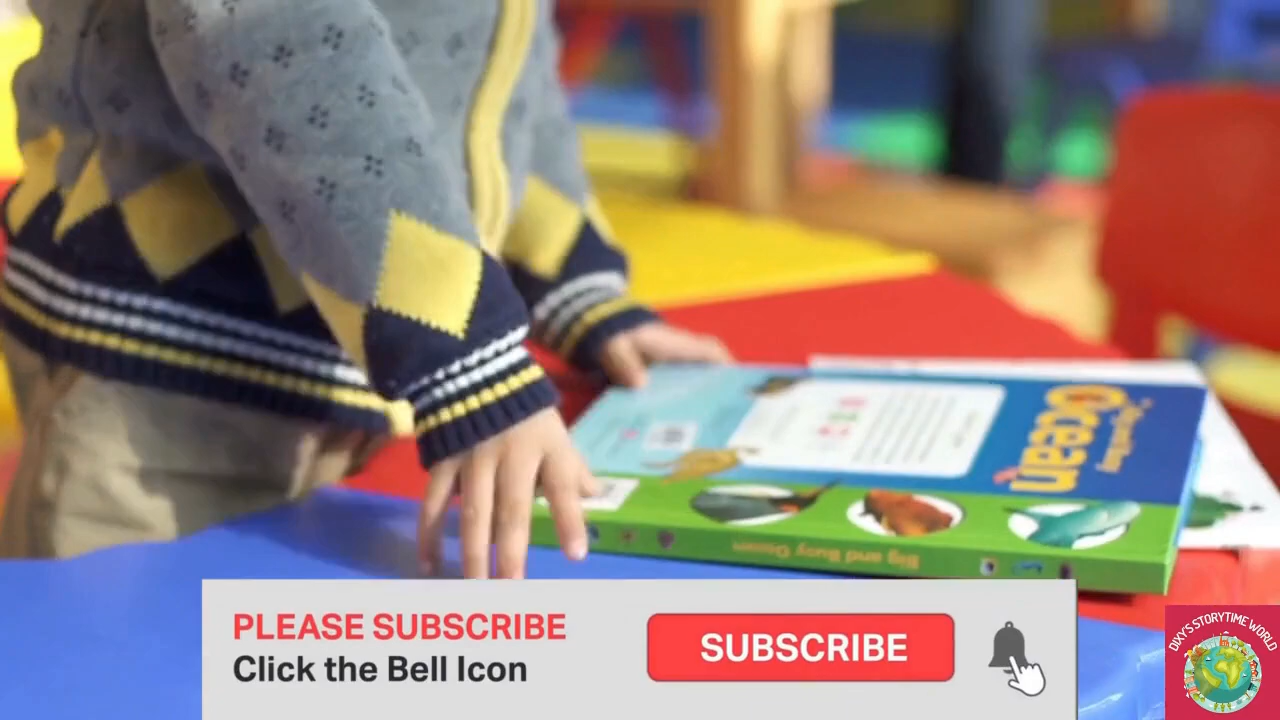 Ocean
Big and Busy Ocean
PLEASE SUBSCRIBE
Click the Bell Icon
SUBSCRIBE
DIXY'S STORYTIME WORLD